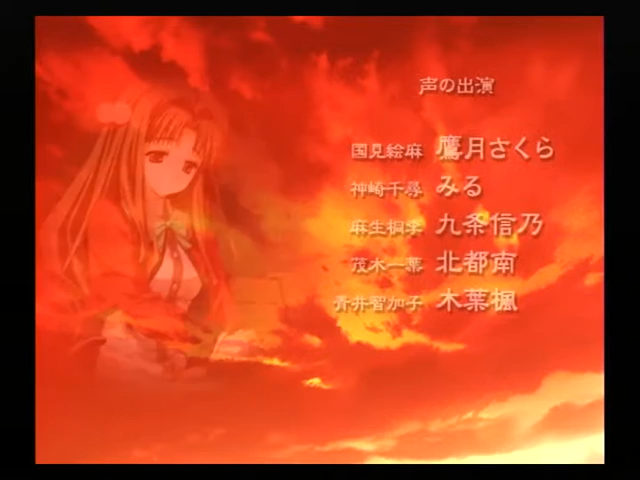 声の出演
国見絵麻 鷹月さくら
神崎千尋 みる
麻生桐李 九条信乃
茂木一葉 北都南
青井智加子 木葉楓